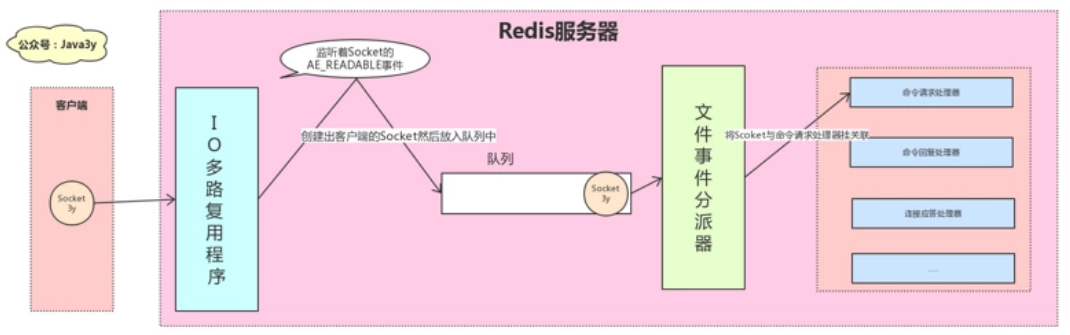 Redis服务器
公众号：Java3y
客户端
Socket
3y
IO多路复用程序
监听着Socket的
AE_READABLE事件
创建出客户端的Socket然后放入队列中
队列
Socket
3y
文件事件分派器
将Scoket与命令请求处理器挂关联
命令请求处理器
命令回复处理器
连接应答处理器
......